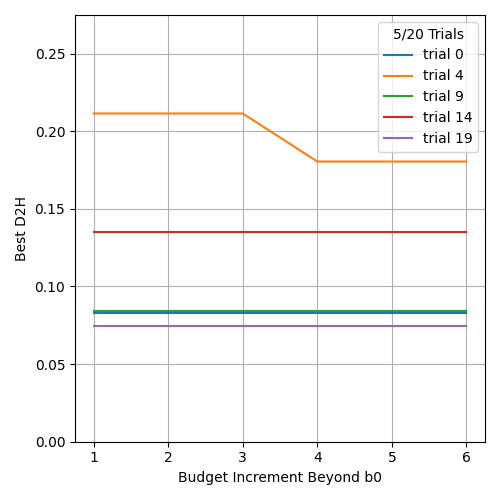 5/20 Trials
trial 0
trial 4
trial 9
trial 14
trial 19
0.25
0.20
0.15
0.10
0.05
0.00
Best D2H
1 2 3 4 5 6
Budget Increment Beyond b0